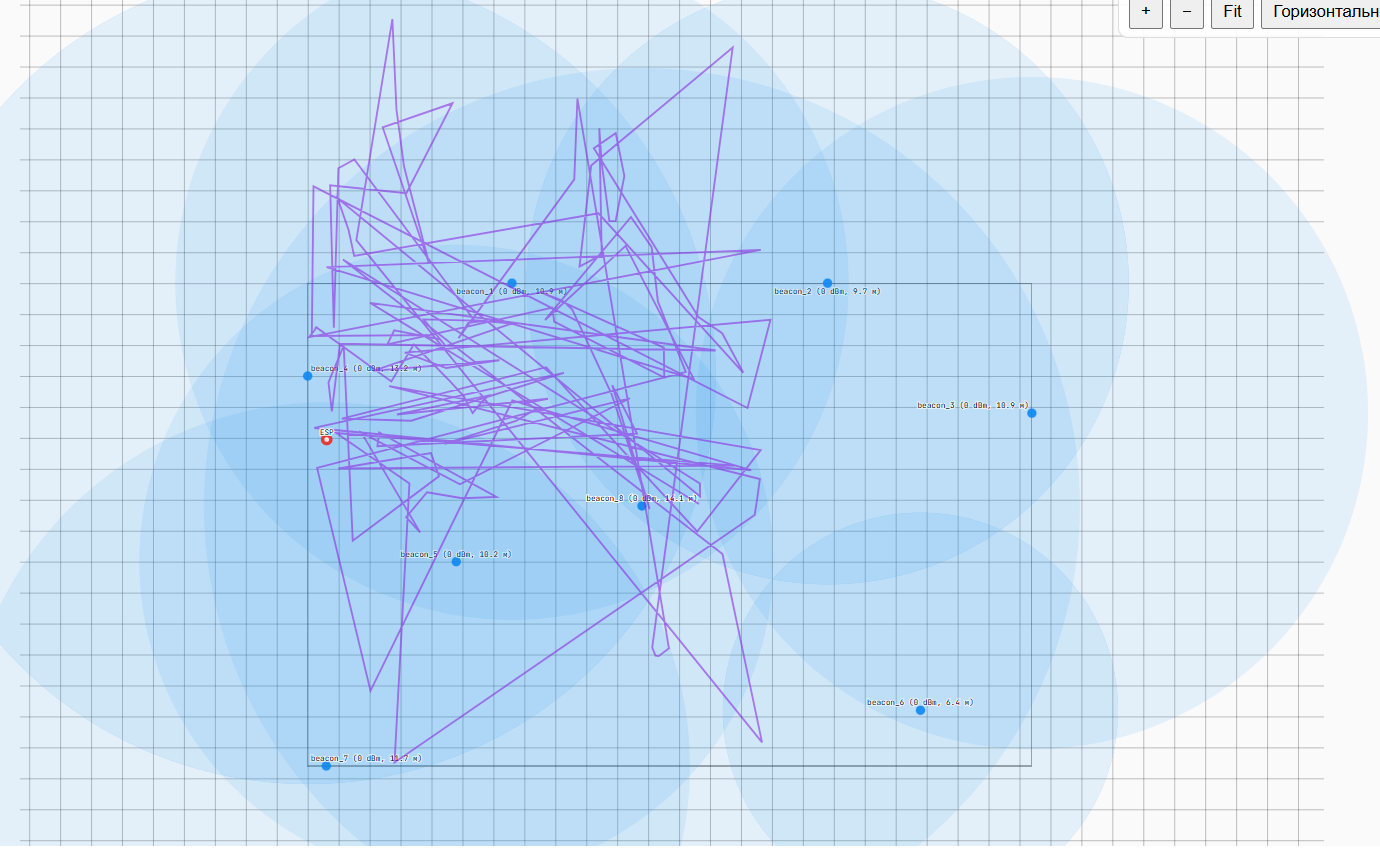 + − Fit Горизонтальн
beacon_1 (0 dBm, 10.9 м)
beacon_2 (0 dBm, 9.7 м)
beacon_4 (0 dBm, 13.2 м)
beacon_3 (0 dBm, 10.9 м)
ESP
beacon_8 (0 dBm, 14.1 м)
beacon_5 (0 dBm, 10.2 м)
beacon_6 (0 dBm, 6.4 м)
beacon_7 (0 dBm, 11.7 м)